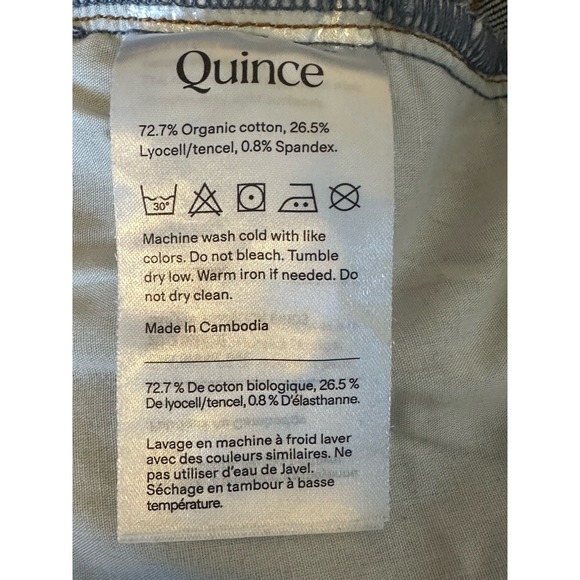 Quince
72.7% Organic cotton, 26.5%
Lyocell/tencel, 0.8% Spandex.
30°
Machine wash cold with like
colors. Do not bleach. Tumble
dry low. Warm iron if needed. Do
not dry clean.
Made In Cambodia
72.7 % De coton biologique, 26.5 %
De lyocell/tencel, 0.8 % D'élasthanne.
Lavage en machine à froid laver
avec des couleurs similaires. Ne
pas utiliser d'eau de Javel.
Séchage en tambour à basse
température.